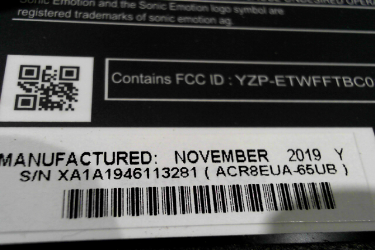 Sonic Emotion and the Sonic Emotion logo symbol are
registered trademarks of sonic emotion ag.
Contains FCC ID : YZP-ETWFFTBC0
MANUFACTURED: NOVEMBER 2019 Y
S/N XA1A1946113281 ( ACR8EUA-65UB )